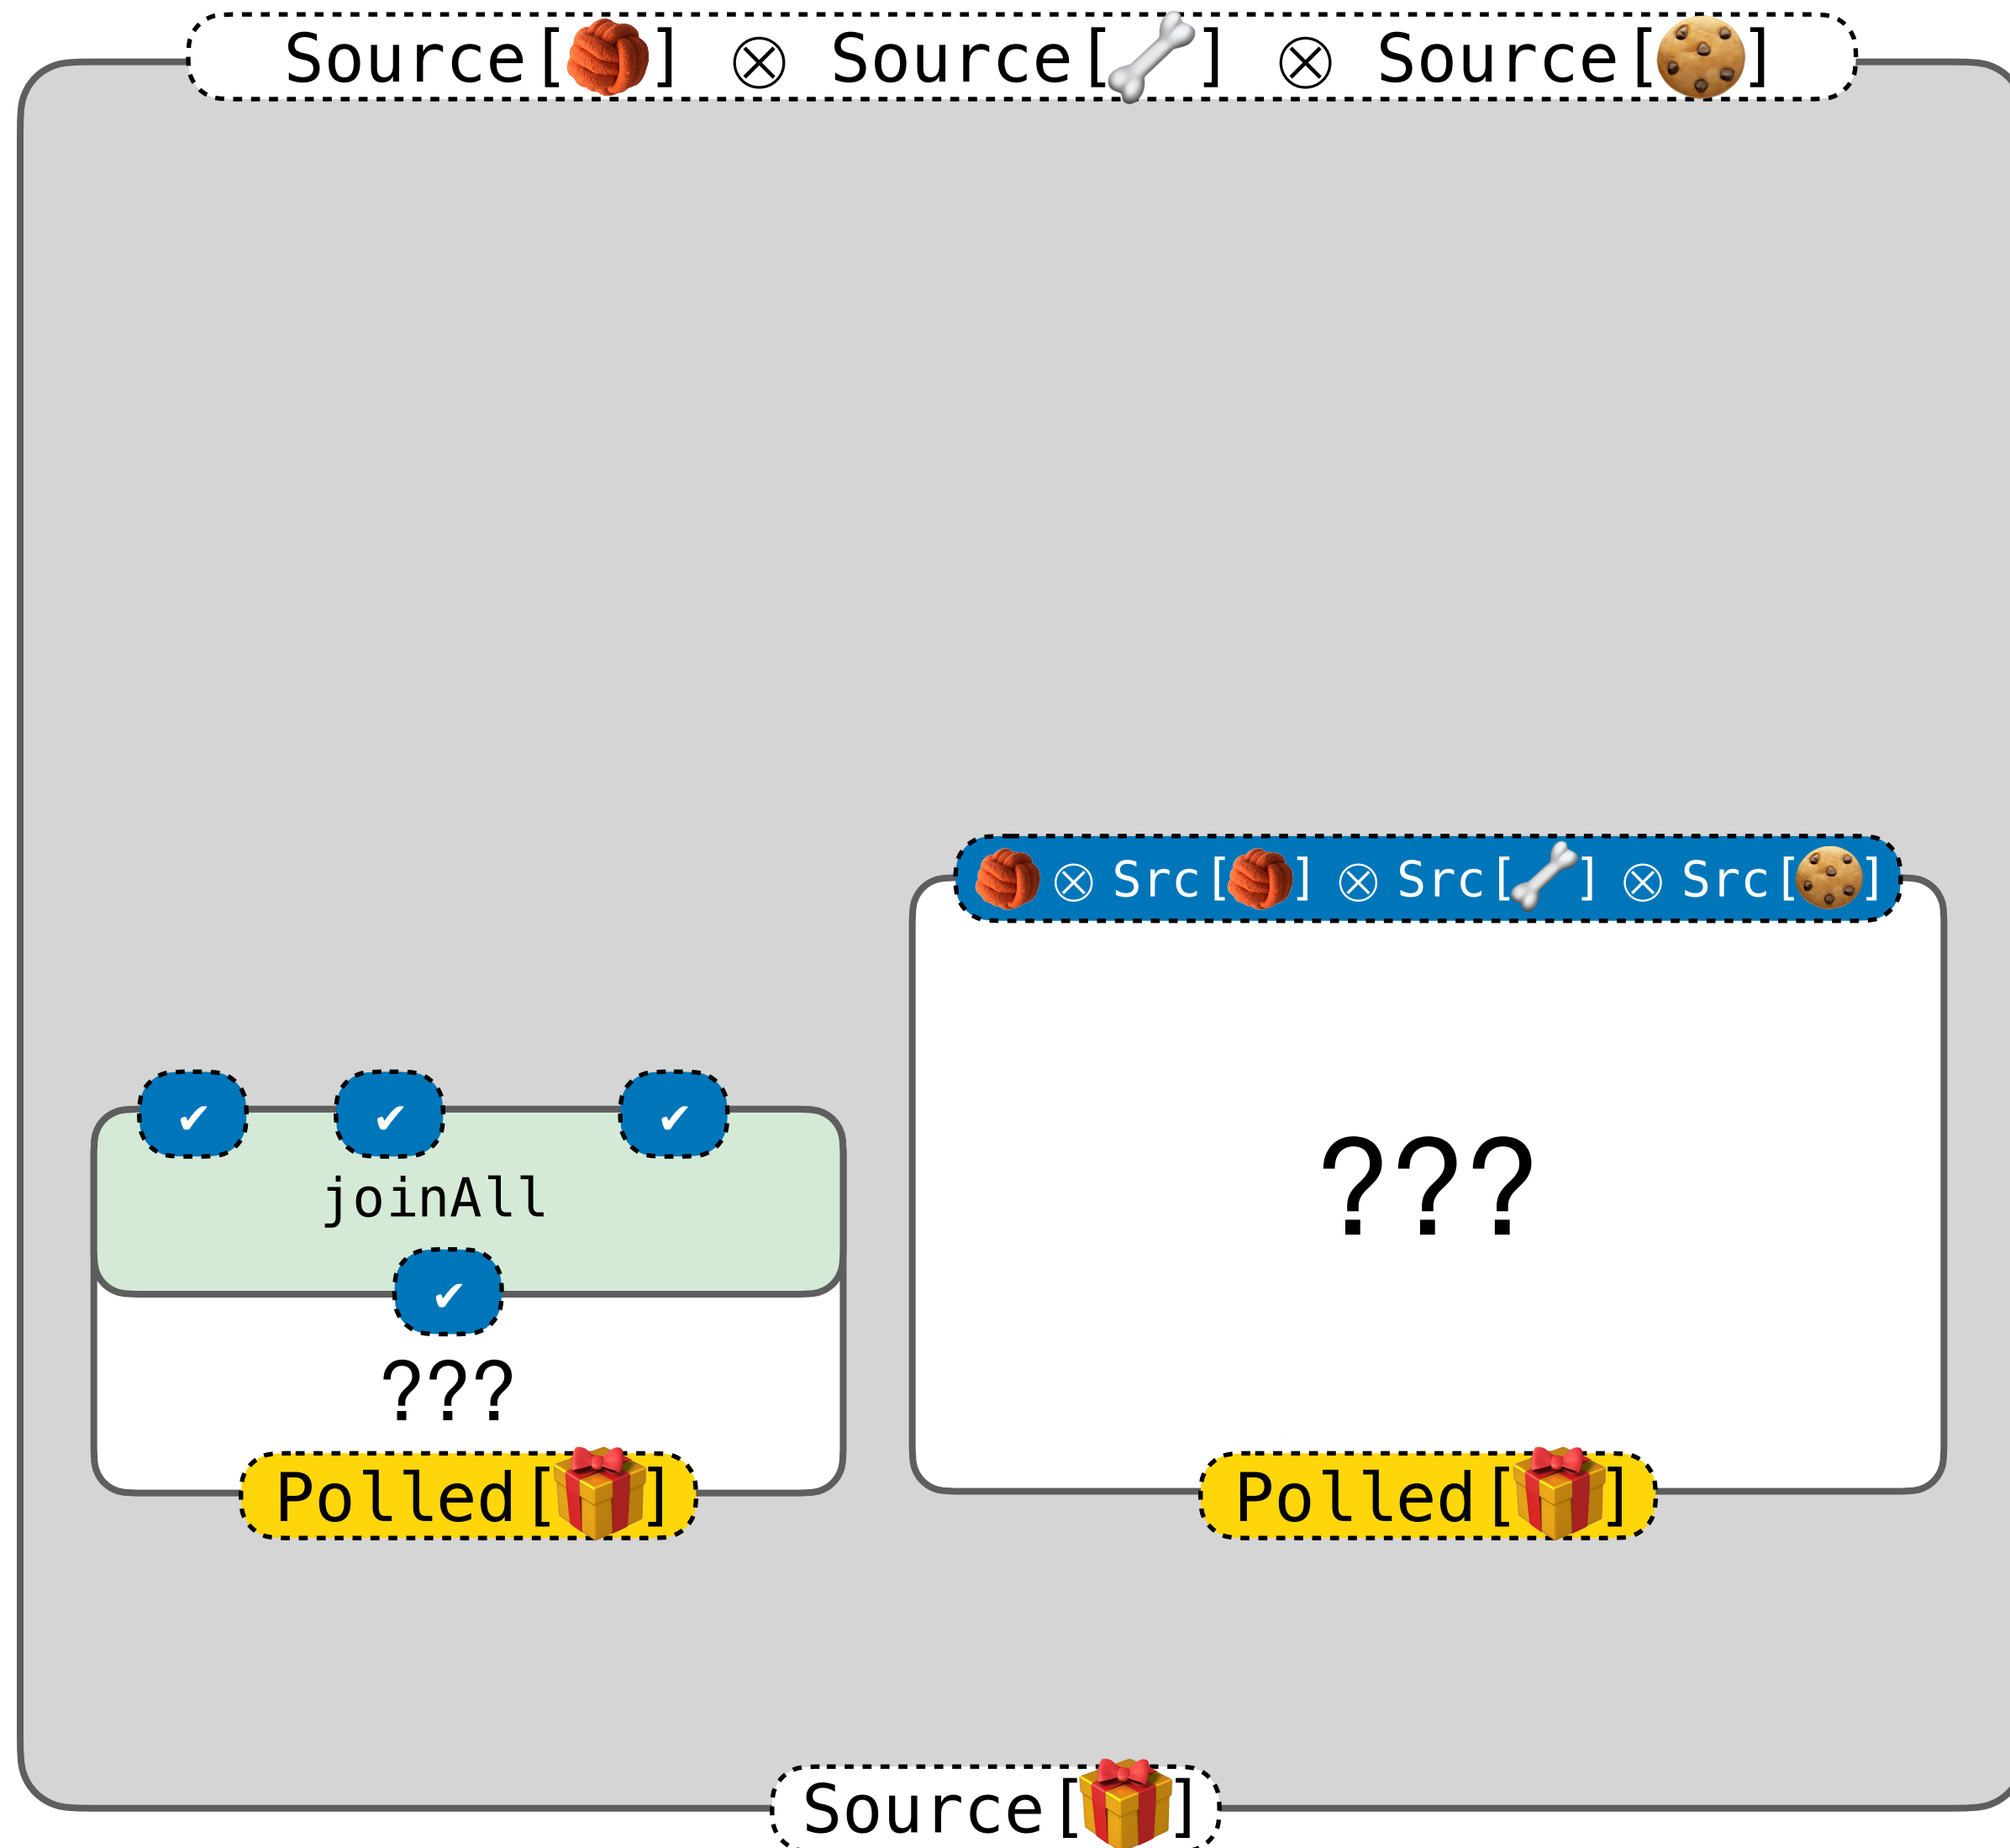 Source[🧶] ⊗ Source[🦴] ⊗ Source[🍪]
🧶 ⊗ Src[🧶] ⊗ Src[🦴] ⊗ Src[🍪]
✔ ✔ ✔
joinAll
✔
???
???
Polled[🎁]
Polled[🎁]
Source[🎁]